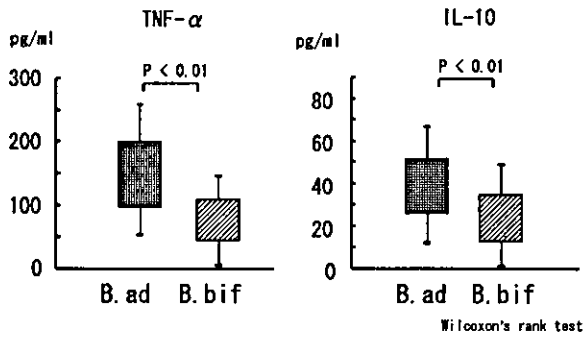 TNF-α
pg/ml
P < 0.01
300
200
100
0
B. ad
B. bif
IL-10
pg/ml
P < 0.01
80
60
40
20
0
B. ad
B. bif
Wilcoxon's rank test